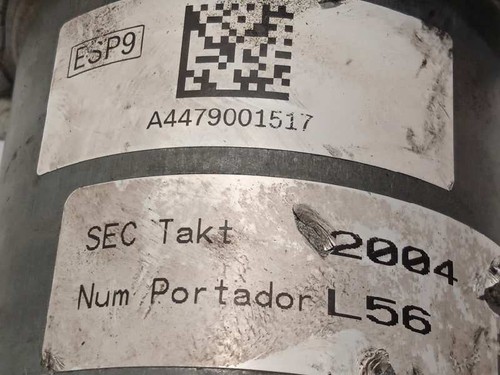 ESP9
A4479001517
SEC Takt 2004
Num Portador L56